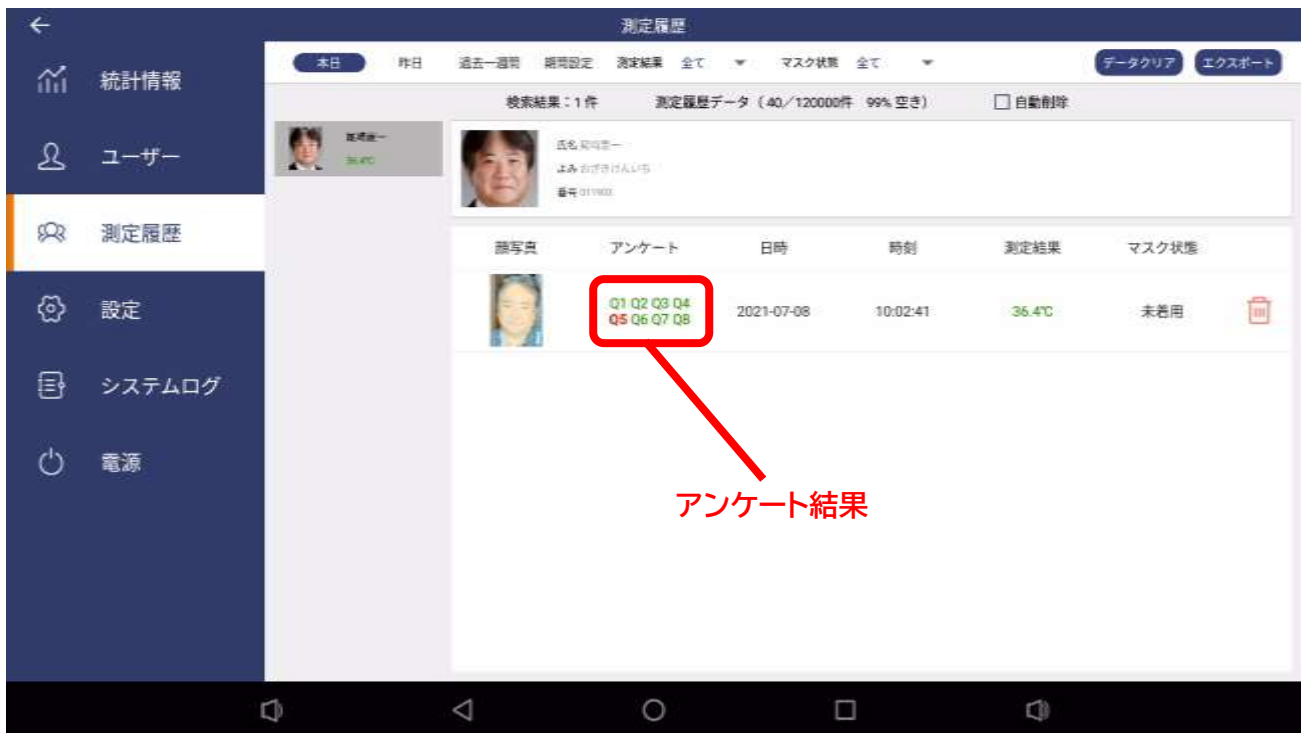 測定履歴
統計情報
ユーザー
測定履歴
設定
システムログ
電源
本日 昨日 過去一週間 期間設定 測定結果 全て マスク状態 全て データクリア エクスポート
検索結果：1件 測定履歴データ（40／120000件 99% 空き） 自動削除
36.4℃
氏名
よみ
番号
顔写真 アンケート 日時 時刻 測定結果 マスク状態
Q1 Q2 Q3 Q4
Q5 Q6 Q7 Q8
2021-07-08 10:02:41 36.4℃ 未着用
アンケート結果